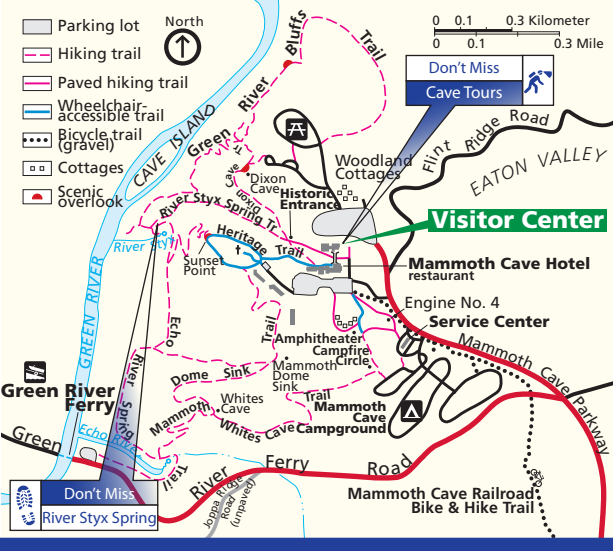 Parking lot
Hiking trail
Paved hiking trail
Wheelchair-
accessible trail
Bicycle trail
(gravel)
Cottages
Scenic
overlook
North
0 0.1 0.3 Kilometer
0 0.1 0.3 Mile
Don't Miss
Cave Tours
Green River Bluffs Trail
CAVE ISLAND
GREEN RIVER
Woodland
Cottages
Flint Ridge Road
EATON VALLEY
Dixon Cave Tr
Dixon
Cave
Historic
Entrance
River Styx Spring Tr.
River Styx
Heritage Trail
Sunset
Point
Visitor Center
Mammoth Cave Hotel
restaurant
Engine No. 4
Service Center
Mammoth Cave Parkway
Amphitheater
Campfire
Circle
Mammoth
Dome
Sink
Echo River Spring Trail
Mammoth Dome Sink Trail
Whites
Cave
Whites Cave Trail
Mammoth
Cave
Campground
Green River
Ferry
Echo River
Green River Ferry Road
Joppa Ridge
Road
(unpaved)
Mammoth Cave Railroad
Bike & Hike Trail
Don't Miss
River Styx Spring